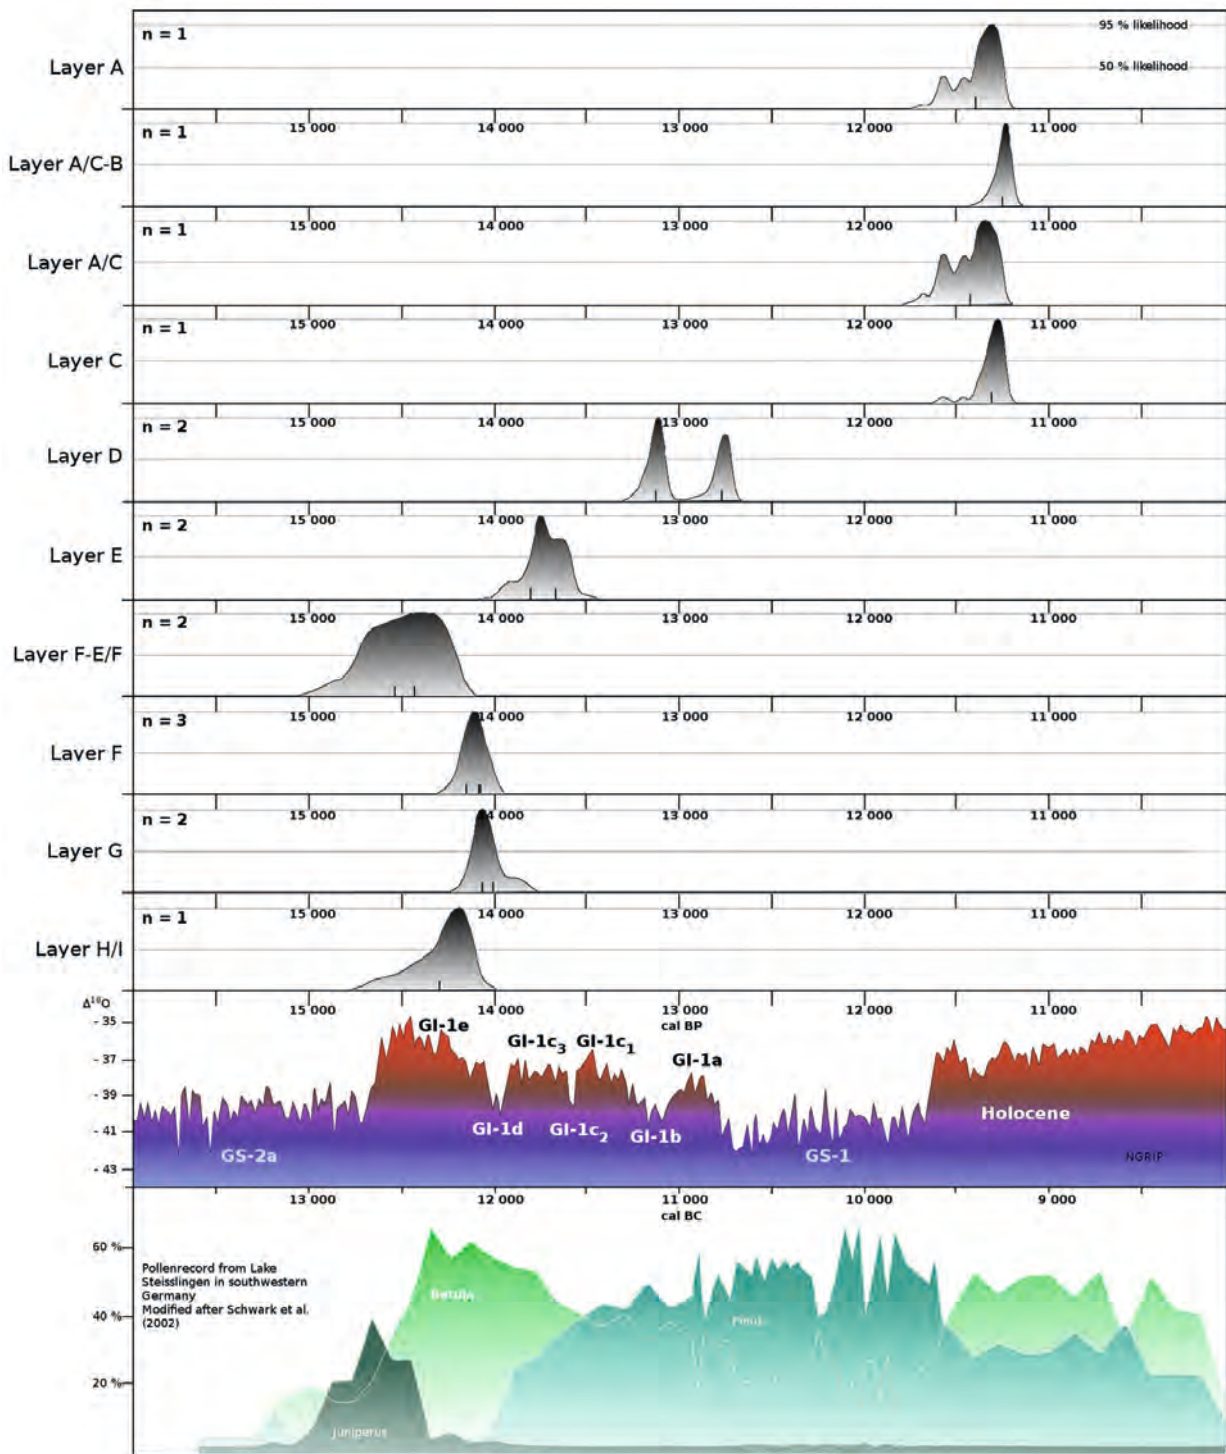 n = 1
95 % likelihood
Layer A
50 % likelihood
15 000 14 000 13 000 12 000 11 000
n = 1
Layer A/C-B
15 000 14 000 13 000 12 000 11 000
n = 1
Layer A/C
15 000 14 000 13 000 12 000 11 000
n = 1
Layer C
15 000 14 000 13 000 12 000 11 000
n = 2
Layer D
15 000 14 000 13 000 12 000 11 000
n = 2
Layer E
15 000 14 000 13 000 12 000 11 000
n = 2
Layer F-E/F
15 000 14 000 13 000 12 000 11 000
n = 3
Layer F
15 000 14 000 13 000 12 000 11 000
n = 2
Layer G
15 000 14 000 13 000 12 000 11 000
n = 1
Layer H/I
Δ¹⁸O
15 000 14 000 13 000 12 000 11 000
cal BP
- 35
GI-1e
GI-1c₃ GI-1c₁
- 37
GI-1a
- 39
Holocene
- 41
GI-1d GI-1c₂ GI-1b
GS-2a GS-1 NGRIP
- 43
13 000 12 000 11 000 10 000 9 000
cal BC
60 %
Pollenrecord from Lake
Steisslingen in southwestern
Germany
Modified after Schwark et al.
(2002)
Betula
40 %
Pinus
20 %
Juniperus